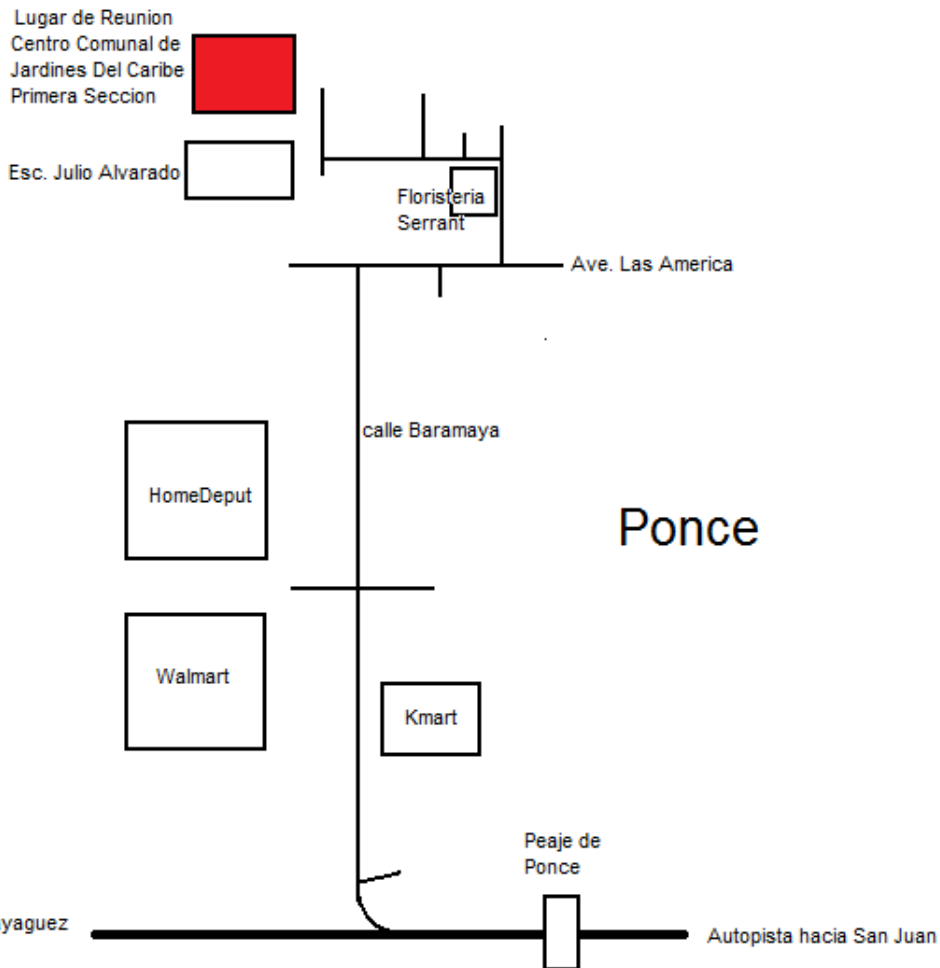 Lugar de Reunion
Centro Comunal de
Jardines Del Caribe
Primera Seccion
Esc. Julio Alvarado
Floristeria
Serrant
Ave. Las America
calle Baramaya
HomeDeput
Ponce
Walmart
Kmart
Peaje de
Ponce
yaguez
Autopista hacia San Juan